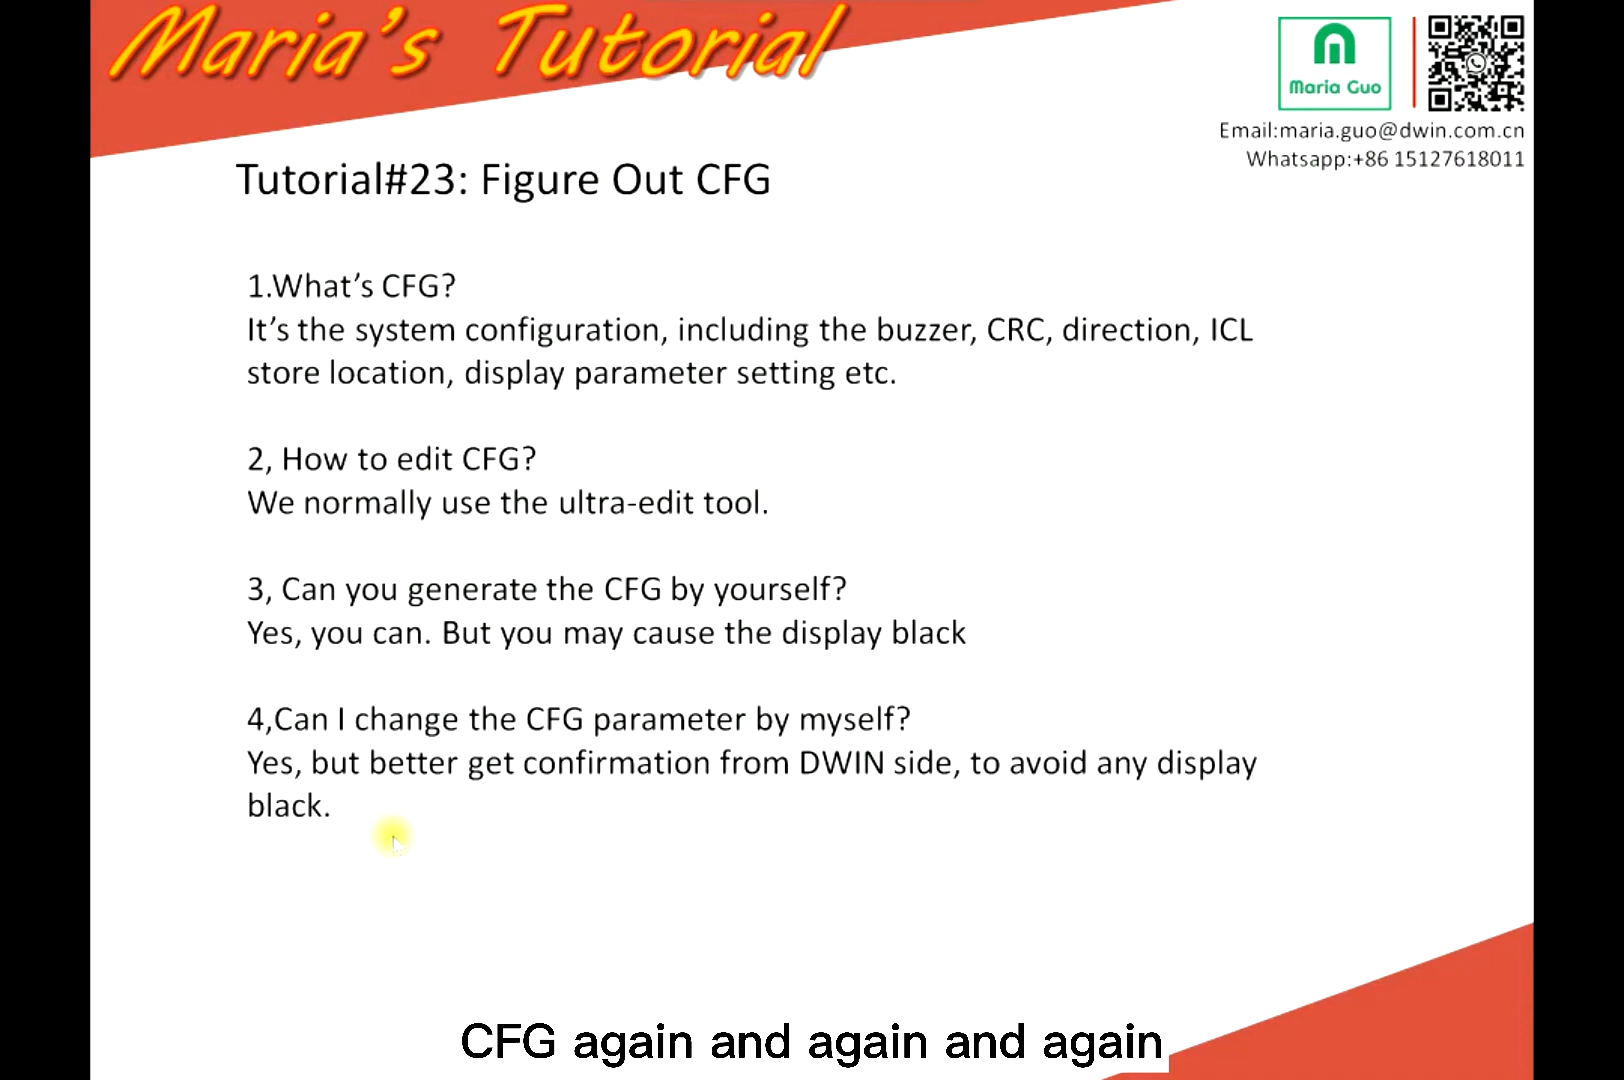 Maria's Tutorial
Maria Guo
Email:maria.guo@dwin.com.cn
Whatsapp:+86 15127618011
Tutorial#23: Figure Out CFG
1.What’s CFG?
It’s the system configuration, including the buzzer, CRC, direction, ICL
store location, display parameter setting etc.
2, How to edit CFG?
We normally use the ultra-edit tool.
3, Can you generate the CFG by yourself?
Yes, you can. But you may cause the display black
4,Can I change the CFG parameter by myself?
Yes, but better get confirmation from DWIN side, to avoid any display
black.
CFG again and again and again